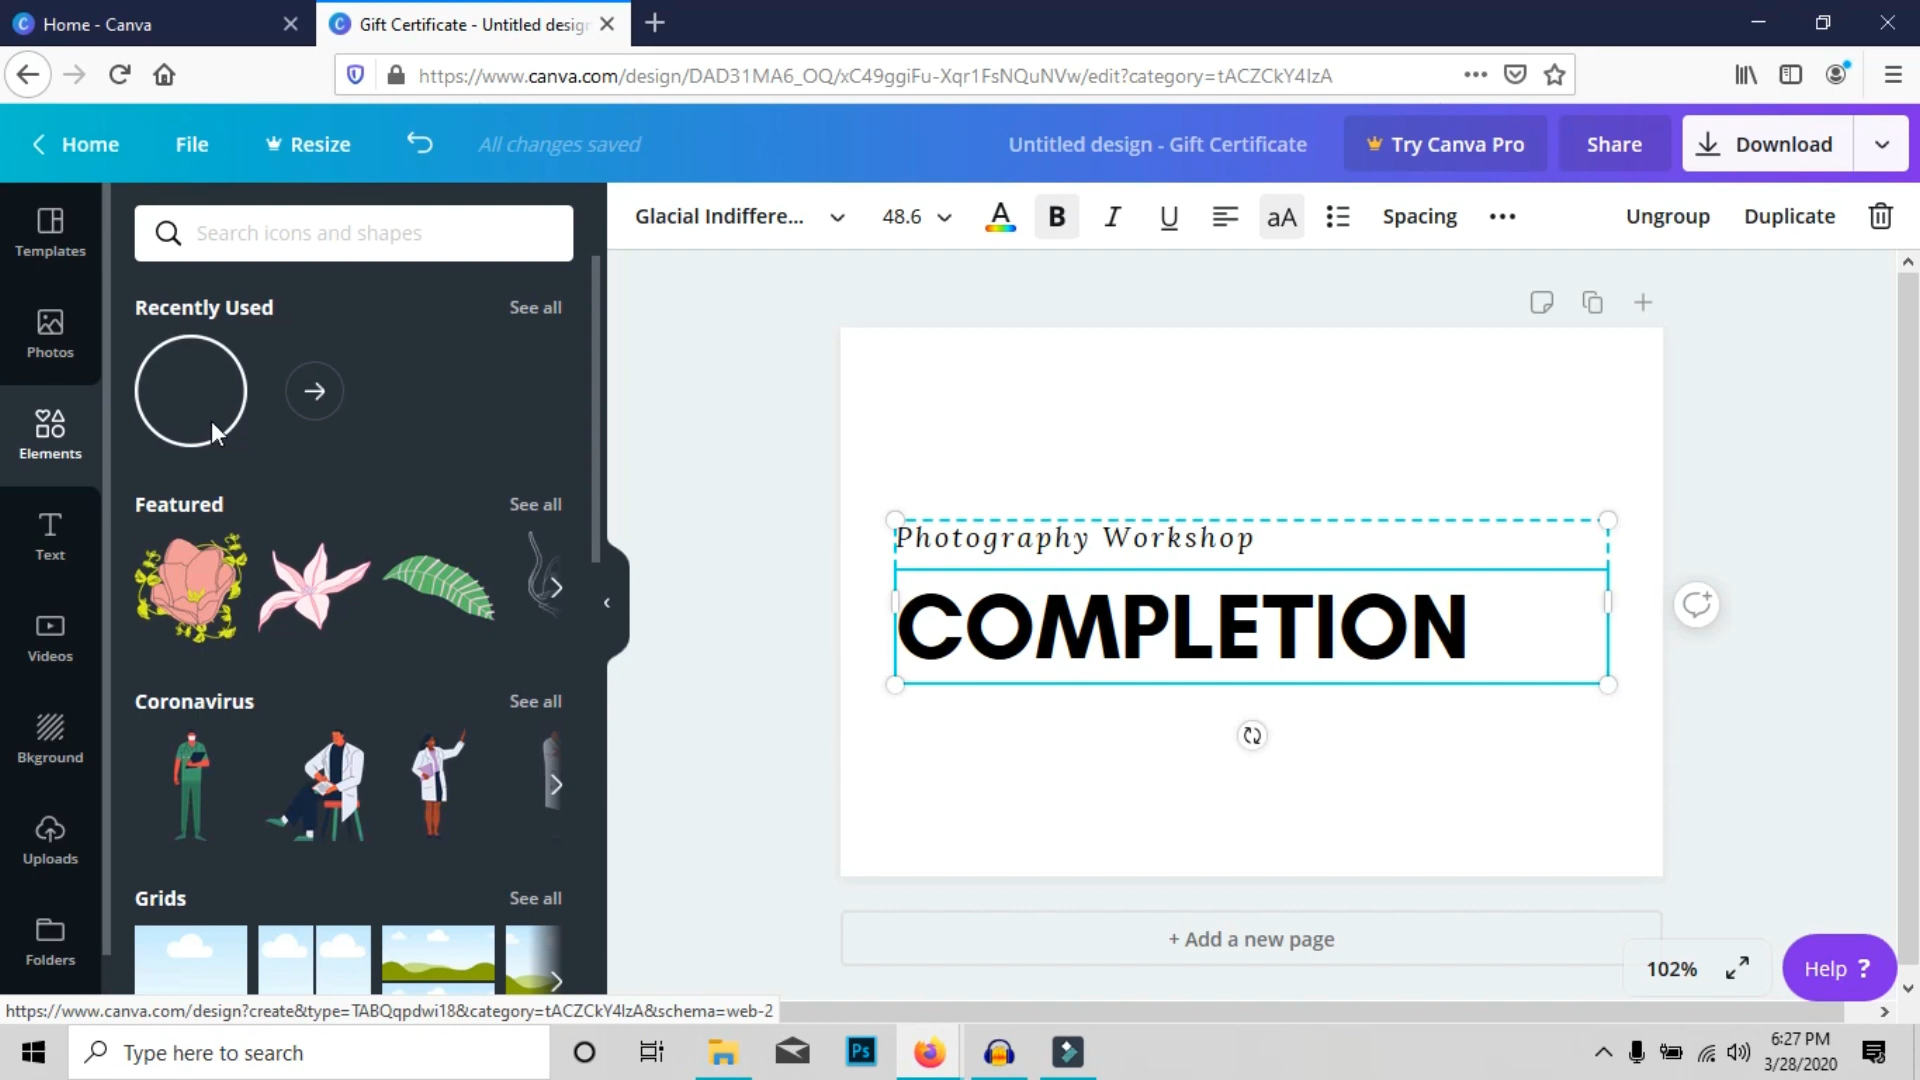 Home - Canva
Gift Certificate - Untitled desig
https://www.canva.com/design/DAD31MA6_OQ/xC49ggiFu-Xqr1FsNQuNVw/edit?category=tACZCkY4IzA
Home
File
Resize
All changes saved
Untitled design - Gift Certificate
Try Canva Pro
Share
Download
Templates
Photos
Elements
Text
Videos
Bkground
Uploads
Folders
Search icons and shapes
Recently Used
See all
Featured
See all
Coronavirus
See all
Grids
See all
Glacial Indiffere...
48.6
A
B
I
U
aA
Spacing
Ungroup
Duplicate
Photography Workshop
COMPLETION
+ Add a new page
102%
Help ?
https://www.canva.com/design?create&type=TABQqpdwi18&category=tACZCkY4IzA&schema=web-2
Type here to search
Ps
6:27 PM
3/28/2020